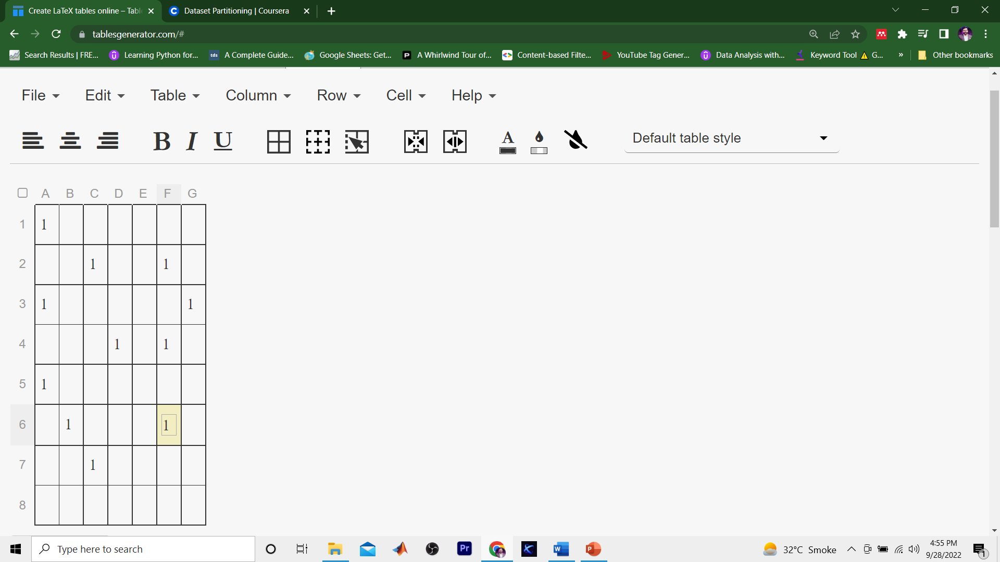 Create LaTeX tables online – Tabl
Dataset Partitioning | Coursera
tablesgenerator.com/#
Search Results | FRE...
Learning Python for...
tds A Complete Guide...
Google Sheets: Get...
A Whirlwind Tour of...
Content-based Filte...
YouTube Tag Gener...
Data Analysis with...
Keyword Tool ⚠ G...
»
Other bookmarks
File Edit Table Column Row Cell Help
B I U A Default table style
A B C D E F G
1 1
2 1 1
3 1 1
4 1 1
5 1
6 1 1
7 1
8
Type here to search
Pr
W
P
32°C Smoke
4:55 PM
9/28/2022
1